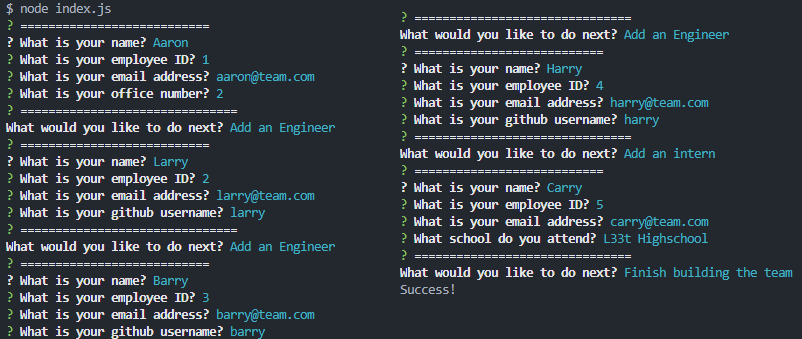 $ node index.js
? ===========================
? What is your name? Aaron
? What is your employee ID? 1
? What is your email address? aaron@team.com
? What is your office number? 2
? ===============================
What would you like to do next? Add an Engineer
? ===========================
? What is your name? Larry
? What is your employee ID? 2
? What is your email address? larry@team.com
? What is your github username? larry
? ===============================
What would you like to do next? Add an Engineer
? ===========================
? What is your name? Barry
? What is your employee ID? 3
? What is your email address? barry@team.com
? What is your github username? barry
? ===============================
What would you like to do next? Add an Engineer
? ===========================
? What is your name? Harry
? What is your employee ID? 4
? What is your email address? harry@team.com
? What is your github username? harry
? ===============================
What would you like to do next? Add an intern
? ===========================
? What is your name? Carry
? What is your employee ID? 5
? What is your email address? carry@team.com
? What school do you attend? L33t Highschool
? ===============================
What would you like to do next? Finish building the team
Success!